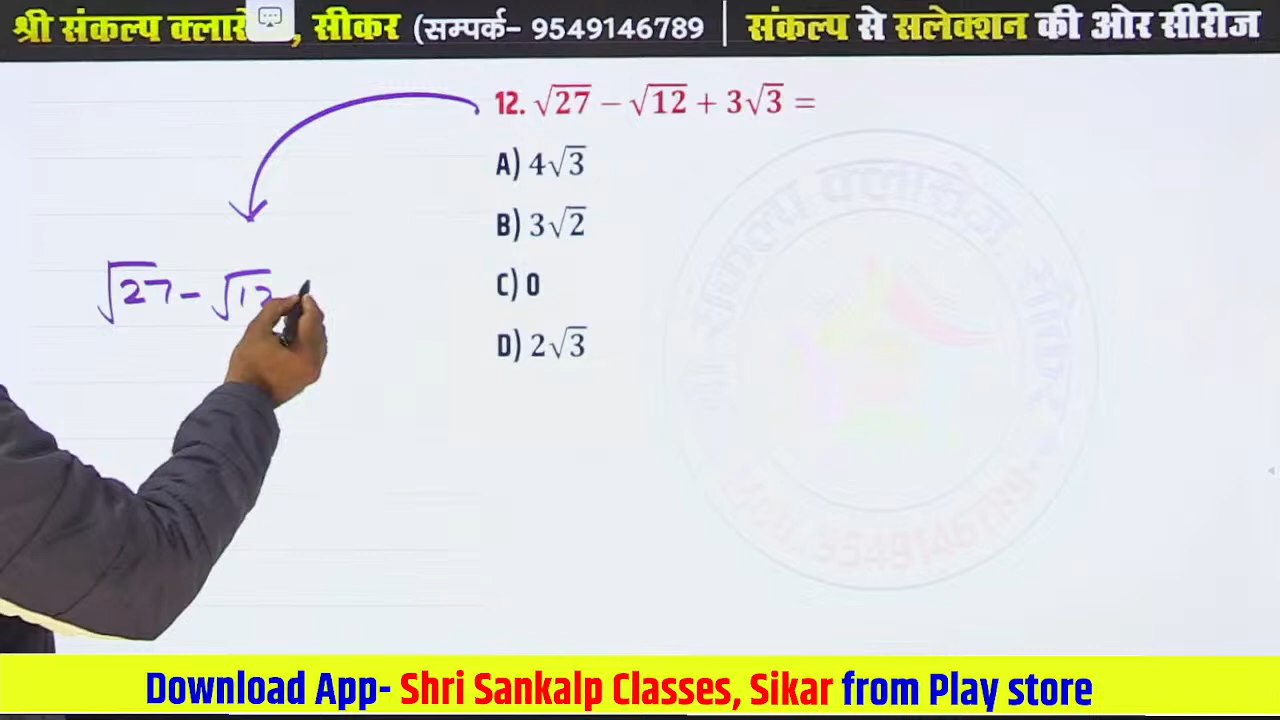 श्री संकल्प , सीकर (सम्पर्क– 9549146789 | संकल्प से सलेक्शन की ओर सीरीज
12. √27 − √12 + 3√3 =
A) 4√3
B) 3√2
√27 − √12
C) 0
D) 2√3
9549146789
Download App- Shri Sankalp Classes, Sikar from Play store